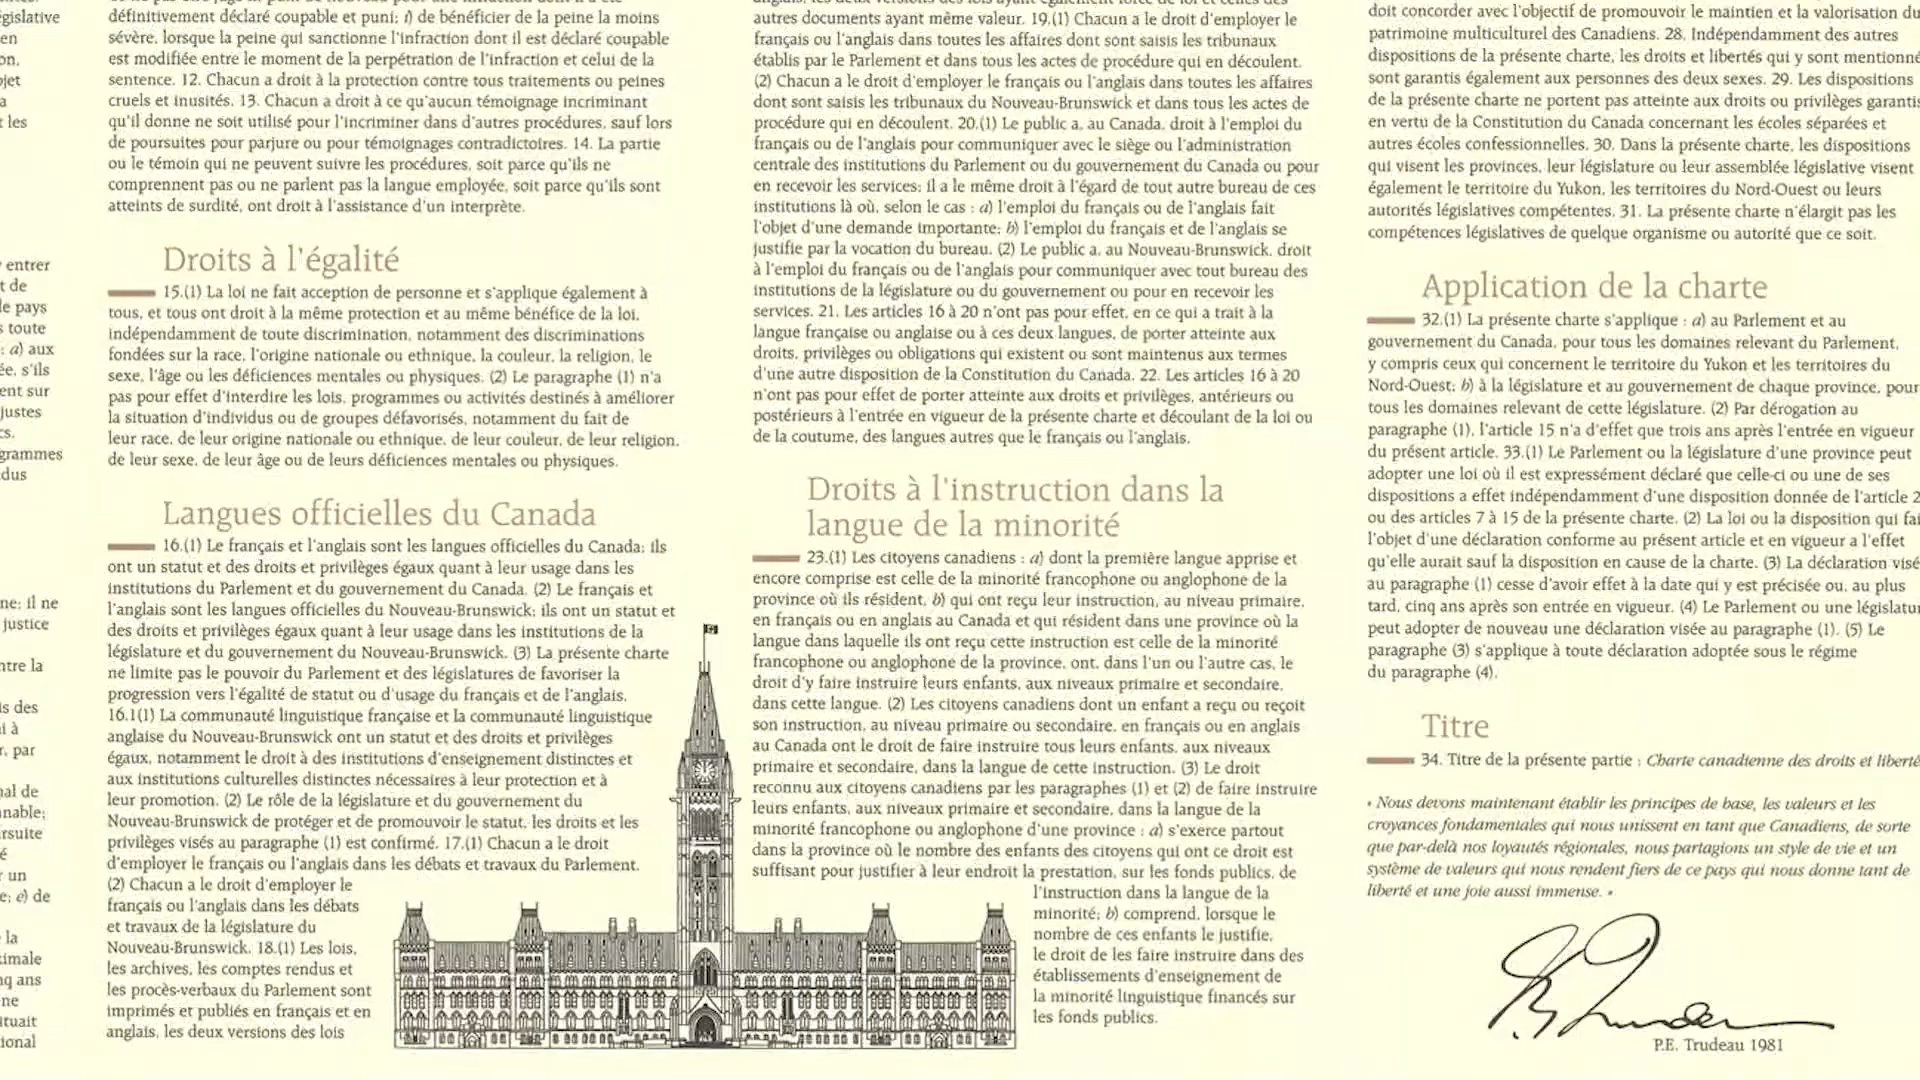 égislative
en
on,
bjet
a
t les
entrer
t de
le pays
s toute
: a) aux
ée, s'ils
ent sur
justes
cs.
grammes
dus
ne; il ne
justice
ntre la
is des
i à
r, par
nal de
nnable;
rsuite
é
r un
e; e) de
la
ximale
nq ans
ne
ituait
ional
définitivement déclaré coupable et puni; i) de bénéficier de la peine la moins
sévère, lorsque la peine qui sanctionne l'infraction dont il est déclaré coupable
est modifiée entre le moment de la perpétration de l'infraction et celui de la
sentence. 12. Chacun a droit à la protection contre tous traitements ou peines
cruels et inusités. 13. Chacun a droit à ce qu'aucun témoignage incriminant
qu'il donne ne soit utilisé pour l'incriminer dans d'autres procédures, sauf lors
de poursuites pour parjure ou pour témoignages contradictoires. 14. La partie
ou le témoin qui ne peuvent suivre les procédures, soit parce qu'ils ne
comprennent pas ou ne parlent pas la langue employée, soit parce qu'ils sont
atteints de surdité, ont droit à l'assistance d'un interprète.
Droits à l'égalité
15.(1) La loi ne fait acception de personne et s'applique également à
tous, et tous ont droit à la même protection et au même bénéfice de la loi,
indépendamment de toute discrimination, notamment des discriminations
fondées sur la race, l'origine nationale ou ethnique, la couleur, la religion, le
sexe, l'âge ou les déficiences mentales ou physiques. (2) Le paragraphe (1) n'a
pas pour effet d'interdire les lois, programmes ou activités destinés à améliorer
la situation d'individus ou de groupes défavorisés, notamment du fait de
leur race, de leur origine nationale ou ethnique, de leur couleur, de leur religion,
de leur sexe, de leur âge ou de leurs déficiences mentales ou physiques.
Langues officielles du Canada
16.(1) Le français et l'anglais sont les langues officielles du Canada; ils
ont un statut et des droits et privilèges égaux quant à leur usage dans les
institutions du Parlement et du gouvernement du Canada. (2) Le français et
l'anglais sont les langues officielles du Nouveau-Brunswick; ils ont un statut et
des droits et privilèges égaux quant à leur usage dans les institutions de la
législature et du gouvernement du Nouveau-Brunswick. (3) La présente charte
ne limite pas le pouvoir du Parlement et des législatures de favoriser la
progression vers l'égalité de statut ou d'usage du français et de l'anglais.
16.1(1) La communauté linguistique française et la communauté linguistique
anglaise du Nouveau-Brunswick ont un statut et des droits et privilèges
égaux, notamment le droit à des institutions d'enseignement distinctes et
aux institutions culturelles distinctes nécessaires à leur protection et à
leur promotion. (2) Le rôle de la législature et du gouvernement du
Nouveau-Brunswick de protéger et de promouvoir le statut, les droits et les
privilèges visés au paragraphe (1) est confirmé. 17.(1) Chacun a le droit
d'employer le français ou l'anglais dans les débats et travaux du Parlement.
(2) Chacun a le droit d'employer le
français ou l'anglais dans les débats
et travaux de la législature du
Nouveau-Brunswick. 18.(1) Les lois,
les archives, les comptes rendus et
les procès-verbaux du Parlement sont
imprimés et publiés en français et en
anglais, les deux versions des lois
autres documents ayant même valeur. 19.(1) Chacun a le droit d'employer le
français ou l'anglais dans toutes les affaires dont sont saisis les tribunaux
établis par le Parlement et dans tous les actes de procédure qui en découlent.
(2) Chacun a le droit d'employer le français ou l'anglais dans toutes les affaires
dont sont saisis les tribunaux du Nouveau-Brunswick et dans tous les actes de
procédure qui en découlent. 20.(1) Le public a, au Canada, droit à l'emploi du
français ou de l'anglais pour communiquer avec le siège ou l'administration
centrale des institutions du Parlement ou du gouvernement du Canada ou pour
en recevoir les services; il a le même droit à l'égard de tout autre bureau de ces
institutions là où, selon le cas : a) l'emploi du français ou de l'anglais fait
l'objet d'une demande importante; b) l'emploi du français et de l'anglais se
justifie par la vocation du bureau. (2) Le public a, au Nouveau-Brunswick, droit
à l'emploi du français ou de l'anglais pour communiquer avec tout bureau des
institutions de la législature ou du gouvernement ou pour en recevoir les
services. 21. Les articles 16 à 20 n'ont pas pour effet, en ce qui a trait à la
langue française ou anglaise ou à ces deux langues, de porter atteinte aux
droits, privilèges ou obligations qui existent ou sont maintenus aux termes
d'une autre disposition de la Constitution du Canada. 22. Les articles 16 à 20
n'ont pas pour effet de porter atteinte aux droits et privilèges, antérieurs ou
postérieurs à l'entrée en vigueur de la présente charte et découlant de la loi ou
de la coutume, des langues autres que le français ou l'anglais.
Droits à l'instruction dans la
langue de la minorité
23.(1) Les citoyens canadiens : a) dont la première langue apprise et
encore comprise est celle de la minorité francophone ou anglophone de la
province où ils résident, b) qui ont reçu leur instruction, au niveau primaire,
en français ou en anglais au Canada et qui résident dans une province où la
langue dans laquelle ils ont reçu cette instruction est celle de la minorité
francophone ou anglophone de la province, ont, dans l'un ou l'autre cas, le
droit d'y faire instruire leurs enfants, aux niveaux primaire et secondaire,
dans cette langue. (2) Les citoyens canadiens dont un enfant a reçu ou reçoit
son instruction, au niveau primaire ou secondaire, en français ou en anglais
au Canada ont le droit de faire instruire tous leurs enfants, aux niveaux
primaire et secondaire, dans la langue de cette instruction. (3) Le droit
reconnu aux citoyens canadiens par les paragraphes (1) et (2) de faire instruire
leurs enfants, aux niveaux primaire et secondaire, dans la langue de la
minorité francophone ou anglophone d'une province : a) s'exerce partout
dans la province où le nombre des enfants des citoyens qui ont ce droit est
suffisant pour justifier à leur endroit la prestation, sur les fonds publics, de
l'instruction dans la langue de la
minorité; b) comprend, lorsque le
nombre de ces enfants le justifie,
le droit de les faire instruire dans des
établissements d'enseignement de
la minorité linguistique financés sur
les fonds publics.
doit concorder avec l'objectif de promouvoir le maintien et la valorisation du
patrimoine multiculturel des Canadiens. 28. Indépendamment des autres
dispositions de la présente charte, les droits et libertés qui y sont mentionné
sont garantis également aux personnes des deux sexes. 29. Les dispositions
de la présente charte ne portent pas atteinte aux droits ou privilèges garantis
en vertu de la Constitution du Canada concernant les écoles séparées et
autres écoles confessionnelles. 30. Dans la présente charte, les dispositions
qui visent les provinces, leur législature ou leur assemblée législative visent
également le territoire du Yukon, les territoires du Nord-Ouest ou leurs
autorités législatives compétentes. 31. La présente charte n'élargit pas les
compétences législatives de quelque organisme ou autorité que ce soit.
Application de la charte
32.(1) La présente charte s'applique : a) au Parlement et au
gouvernement du Canada, pour tous les domaines relevant du Parlement,
y compris ceux qui concernent le territoire du Yukon et les territoires du
Nord-Ouest; b) à la législature et au gouvernement de chaque province, pour
tous les domaines relevant de cette législature. (2) Par dérogation au
paragraphe (1), l'article 15 n'a d'effet que trois ans après l'entrée en vigueur
du présent article. 33.(1) Le Parlement ou la législature d'une province peut
adopter une loi où il est expressément déclaré que celle-ci ou une de ses
dispositions a effet indépendamment d'une disposition donnée de l'article 2
ou des articles 7 à 15 de la présente charte. (2) La loi ou la disposition qui fai
l'objet d'une déclaration conforme au présent article et en vigueur a l'effet
qu'elle aurait sauf la disposition en cause de la charte. (3) La déclaration visé
au paragraphe (1) cesse d'avoir effet à la date qui y est précisée ou, au plus
tard, cinq ans après son entrée en vigueur. (4) Le Parlement ou une législatur
peut adopter de nouveau une déclaration visée au paragraphe (1). (5) Le
paragraphe (3) s'applique à toute déclaration adoptée sous le régime
du paragraphe (4).
Titre
34. Titre de la présente partie : Charte canadienne des droits et liberté
« Nous devons maintenant établir les principes de base, les valeurs et les
croyances fondamentales qui nous unissent en tant que Canadiens, de sorte
que par-delà nos loyautés régionales, nous partagions un style de vie et un
système de valeurs qui nous rendent fiers de ce pays qui nous donne tant de
liberté et une joie aussi immense. »
P.E. Trudeau 1981